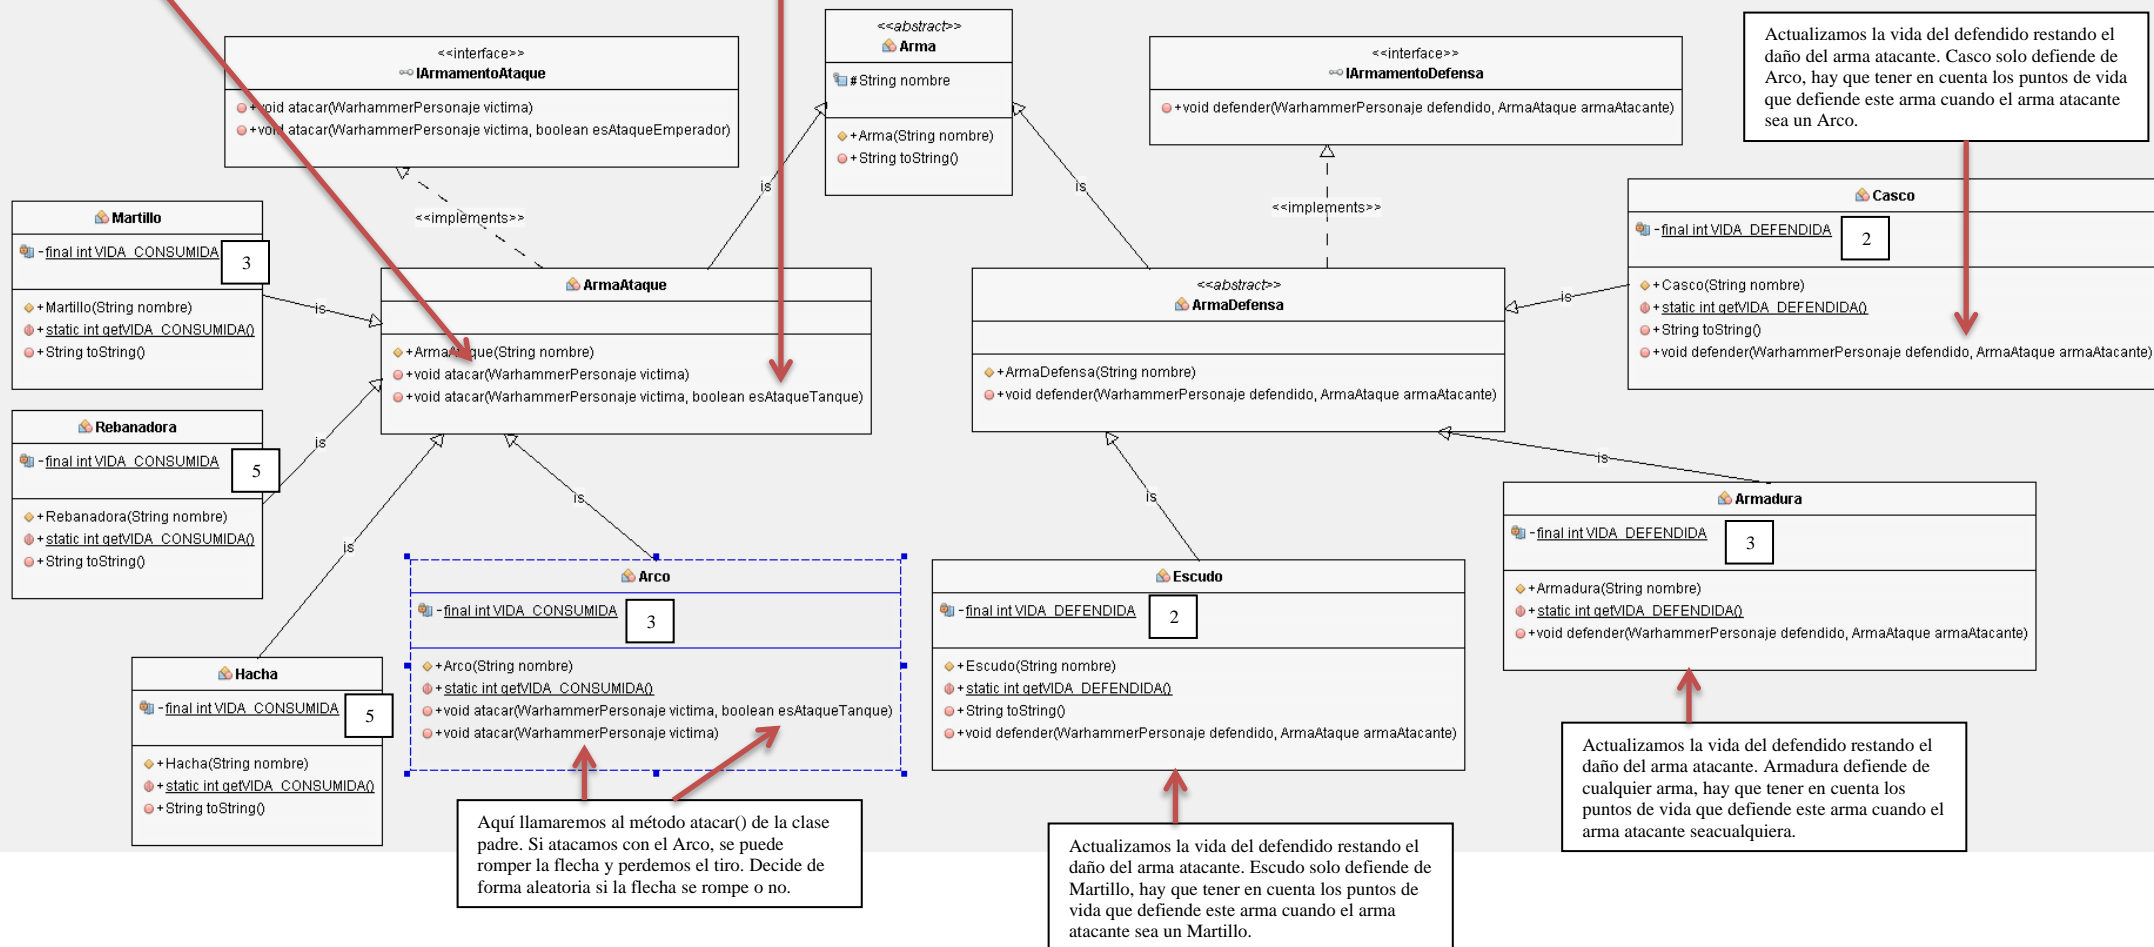 <<interface>>
IArmamentoAtaque
+void atacar(WarhammerPersonaje victima)
+void atacar(WarhammerPersonaje victima, boolean esAtaqueEmperador)
<<abstract>>
Arma
#String nombre
+Arma(String nombre)
+String toString()
<<interface>>
IArmamentoDefensa
+void defender(WarhammerPersonaje defendido, ArmaAtaque armaAtacante)
Actualizamos la vida del defendido restando el
daño del arma atacante. Casco solo defiende de
Arco, hay que tener en cuenta los puntos de vida
que defiende este arma cuando el arma atacante
sea un Arco.
is
is
<<implements>>
<<implements>>
Martillo
-final int VIDA_CONSUMIDA
3
+Martillo(String nombre)
+static int getVIDA_CONSUMIDA()
+String toString()
is
ArmaAtaque
+ArmaAtaque(String nombre)
+void atacar(WarhammerPersonaje victima)
+void atacar(WarhammerPersonaje victima, boolean esAtaqueTanque)
<<abstract>>
ArmaDefensa
+ArmaDefensa(String nombre)
+void defender(WarhammerPersonaje defendido, ArmaAtaque armaAtacante)
is
Casco
-final int VIDA_DEFENDIDA
2
+Casco(String nombre)
+static int getVIDA_DEFENDIDA()
+String toString()
+void defender(WarhammerPersonaje defendido, ArmaAtaque armaAtacante)
Rebanadora
-final int VIDA_CONSUMIDA
5
+Rebanadora(String nombre)
+static int getVIDA_CONSUMIDA()
+String toString()
is
is
is
is
is
Hacha
-final int VIDA_CONSUMIDA
5
+Hacha(String nombre)
+static int getVIDA_CONSUMIDA()
+String toString()
Arco
-final int VIDA_CONSUMIDA
3
+Arco(String nombre)
+static int getVIDA_CONSUMIDA()
+void atacar(WarhammerPersonaje victima, boolean esAtaqueTanque)
+void atacar(WarhammerPersonaje victima)
Escudo
-final int VIDA_DEFENDIDA
2
+Escudo(String nombre)
+static int getVIDA_DEFENDIDA()
+String toString()
+void defender(WarhammerPersonaje defendido, ArmaAtaque armaAtacante)
Armadura
-final int VIDA_DEFENDIDA
3
+Armadura(String nombre)
+static int getVIDA_DEFENDIDA()
+void defender(WarhammerPersonaje defendido, ArmaAtaque armaAtacante)
Aquí llamaremos al método atacar() de la clase
padre. Si atacamos con el Arco, se puede
romper la flecha y perdemos el tiro. Decide de
forma aleatoria si la flecha se rompe o no.
Actualizamos la vida del defendido restando el
daño del arma atacante. Escudo solo defiende de
Martillo, hay que tener en cuenta los puntos de
vida que defiende este arma cuando el arma
atacante sea un Martillo.
Actualizamos la vida del defendido restando el
daño del arma atacante. Armadura defiende de
cualquier arma, hay que tener en cuenta los
puntos de vida que defiende este arma cuando el
arma atacante seacualquiera.